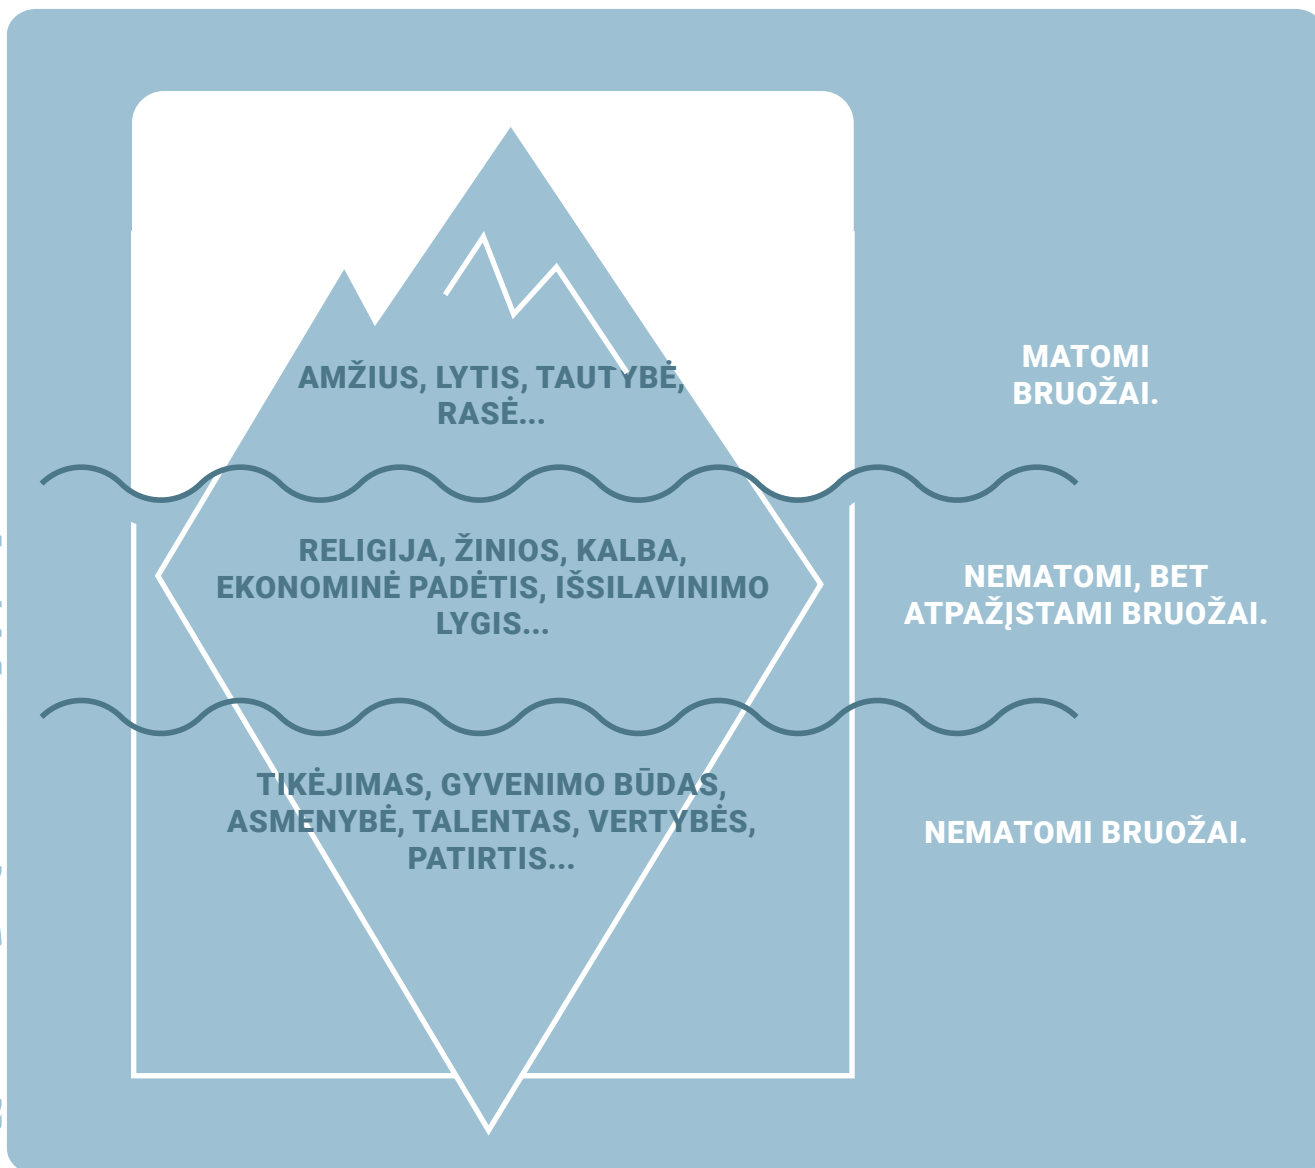 AMŽIUS, LYTIS, TAUTYBĖ,
RASĖ...
MATOMI
BRUOŽAI.
RELIGIJA, ŽINIOS, KALBA,
EKONOMINĖ PADĖTIS, IŠSILAVINIMO
LYGIS...
NEMATOMI, BET
ATPAŽĮSTAMI BRUOŽAI.
TIKĖJIMAS, GYVENIMO BŪDAS,
ASMENYBĖ, TALENTAS, VERTYBĖS,
PATIRTIS...
NEMATOMI BRUOŽAI.